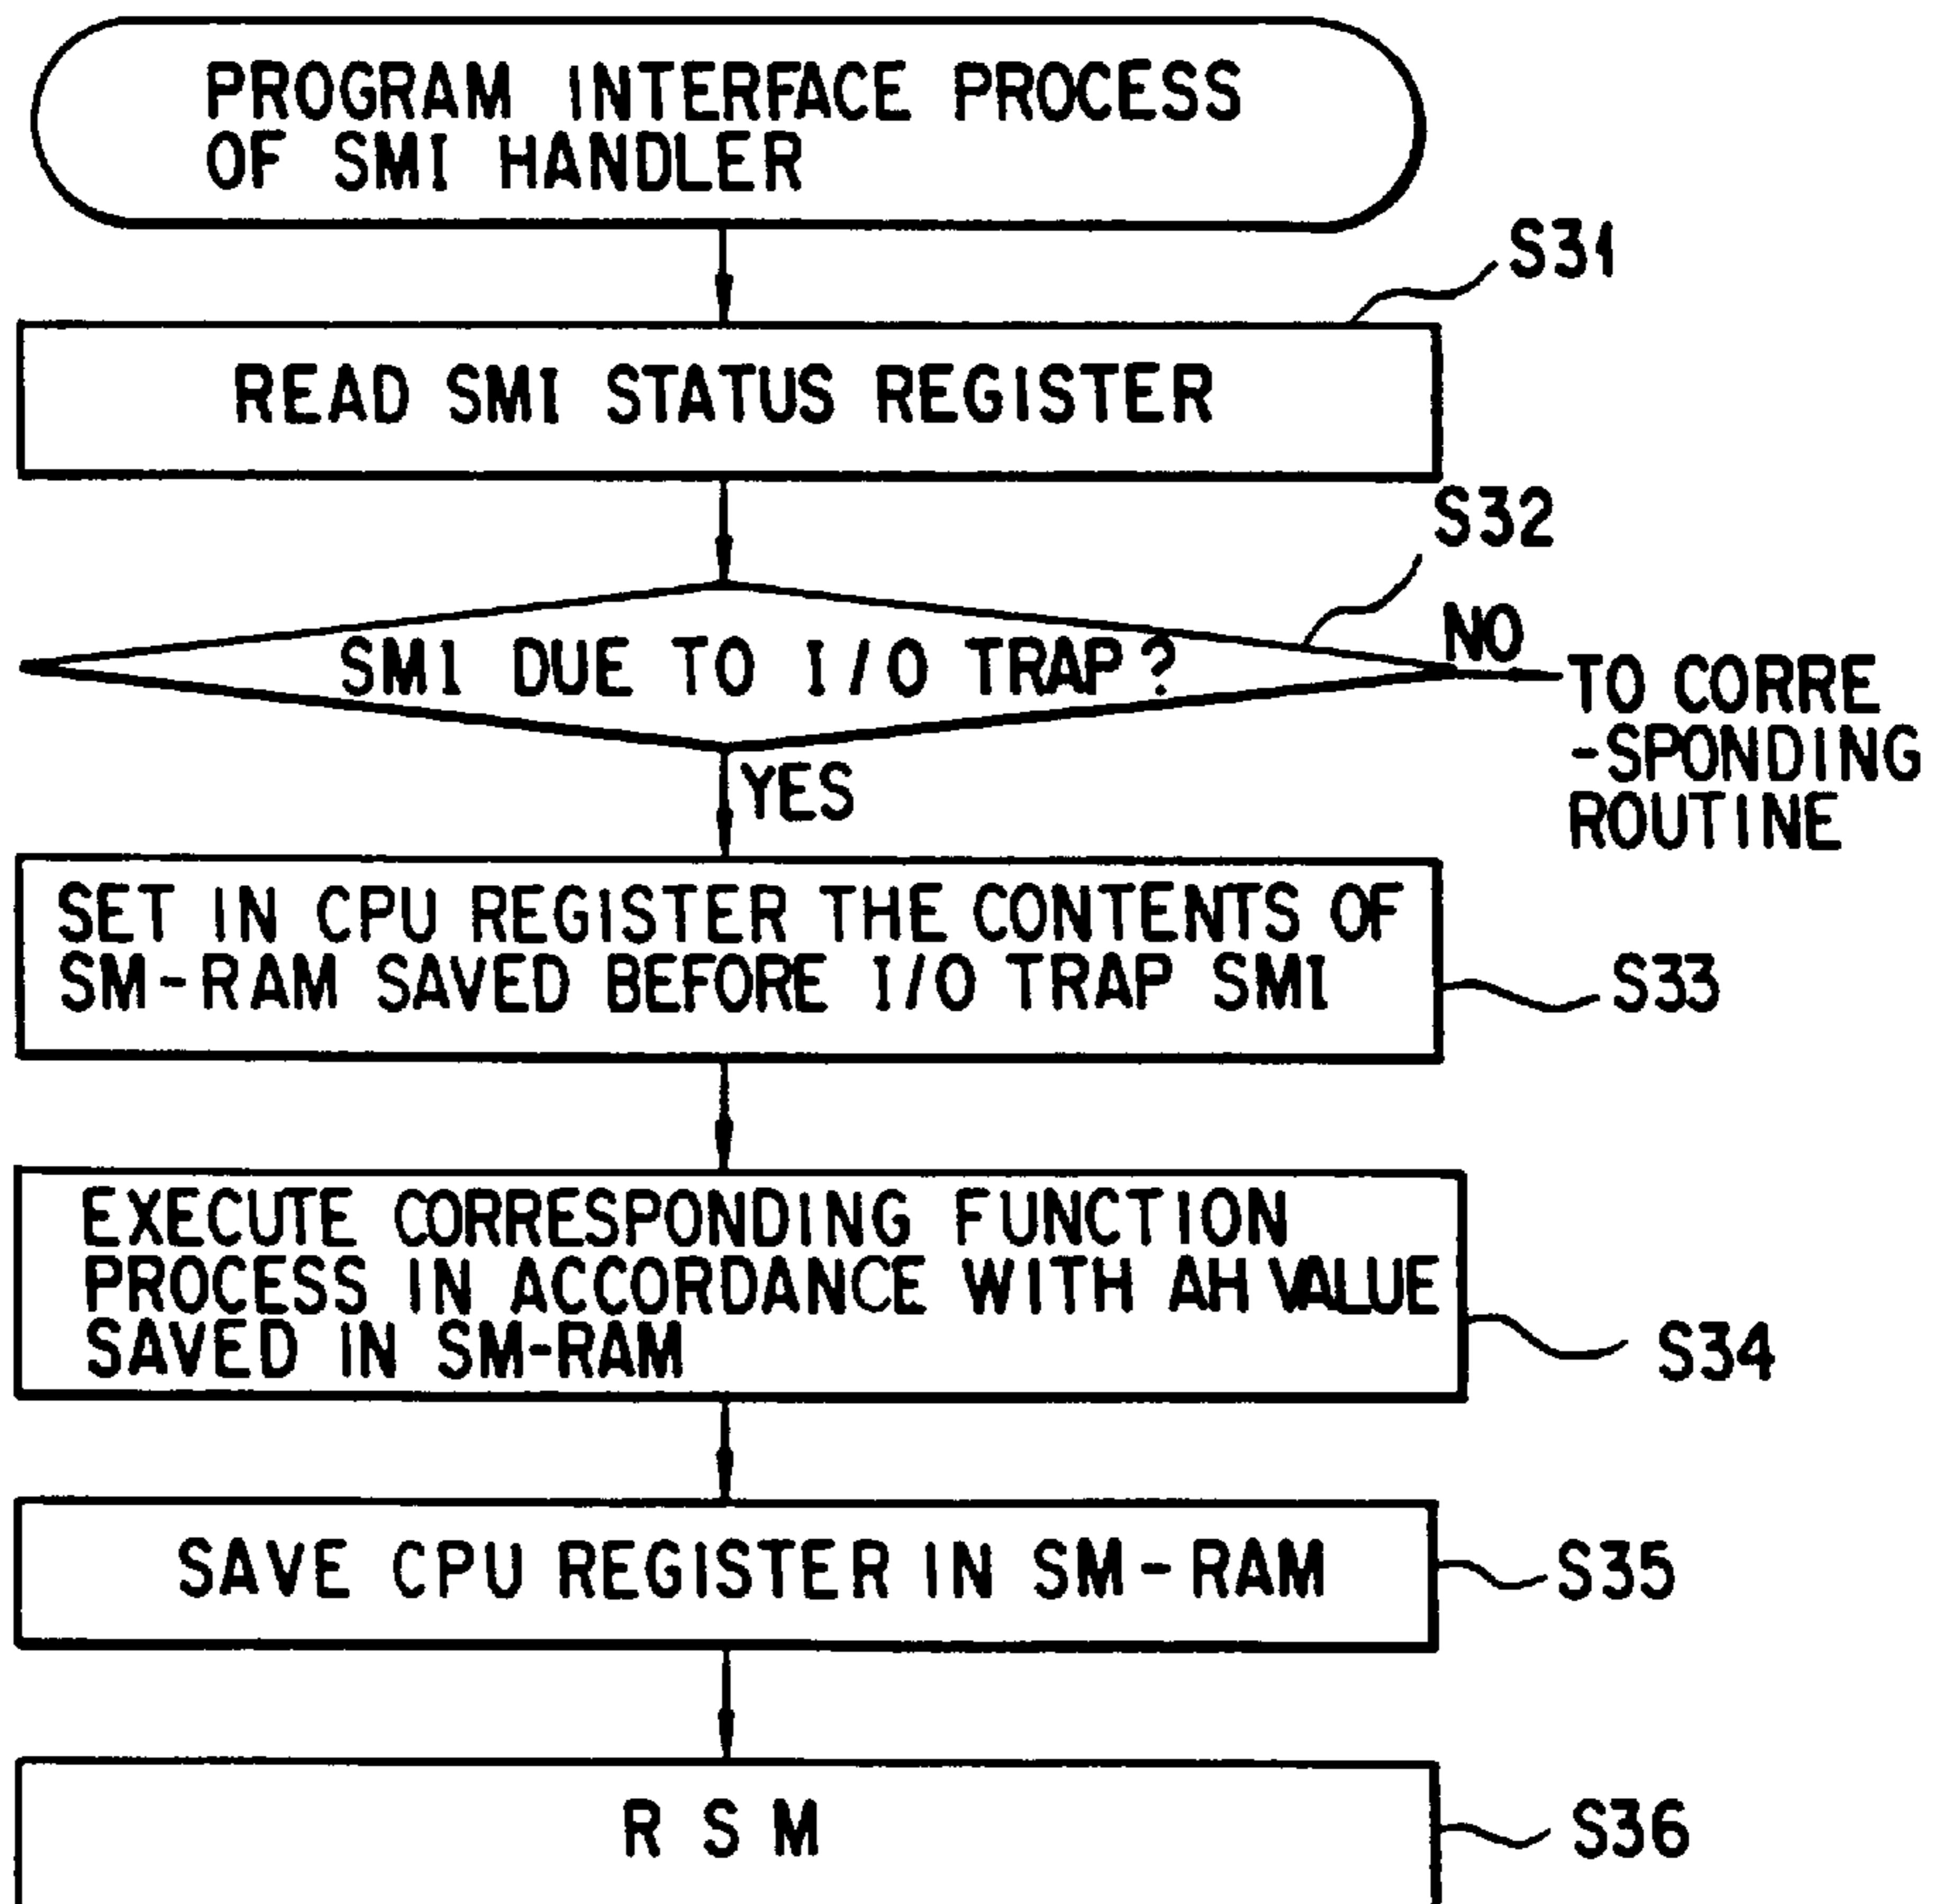 PROGRAM INTERFACE PROCESS
OF SMI HANDLER
S31
READ SMI STATUS REGISTER
S32
SMI DUE TO I/O TRAP?
NO
TO CORRE
-SPONDING
ROUTINE
YES
SET IN CPU REGISTER THE CONTENTS OF
SM-RAM SAVED BEFORE I/O TRAP SMI
S33
EXECUTE CORRESPONDING FUNCTION
PROCESS IN ACCORDANCE WITH AH VALUE
SAVED IN SM-RAM
S34
SAVE CPU REGISTER IN SM-RAM
S35
RSM
S36